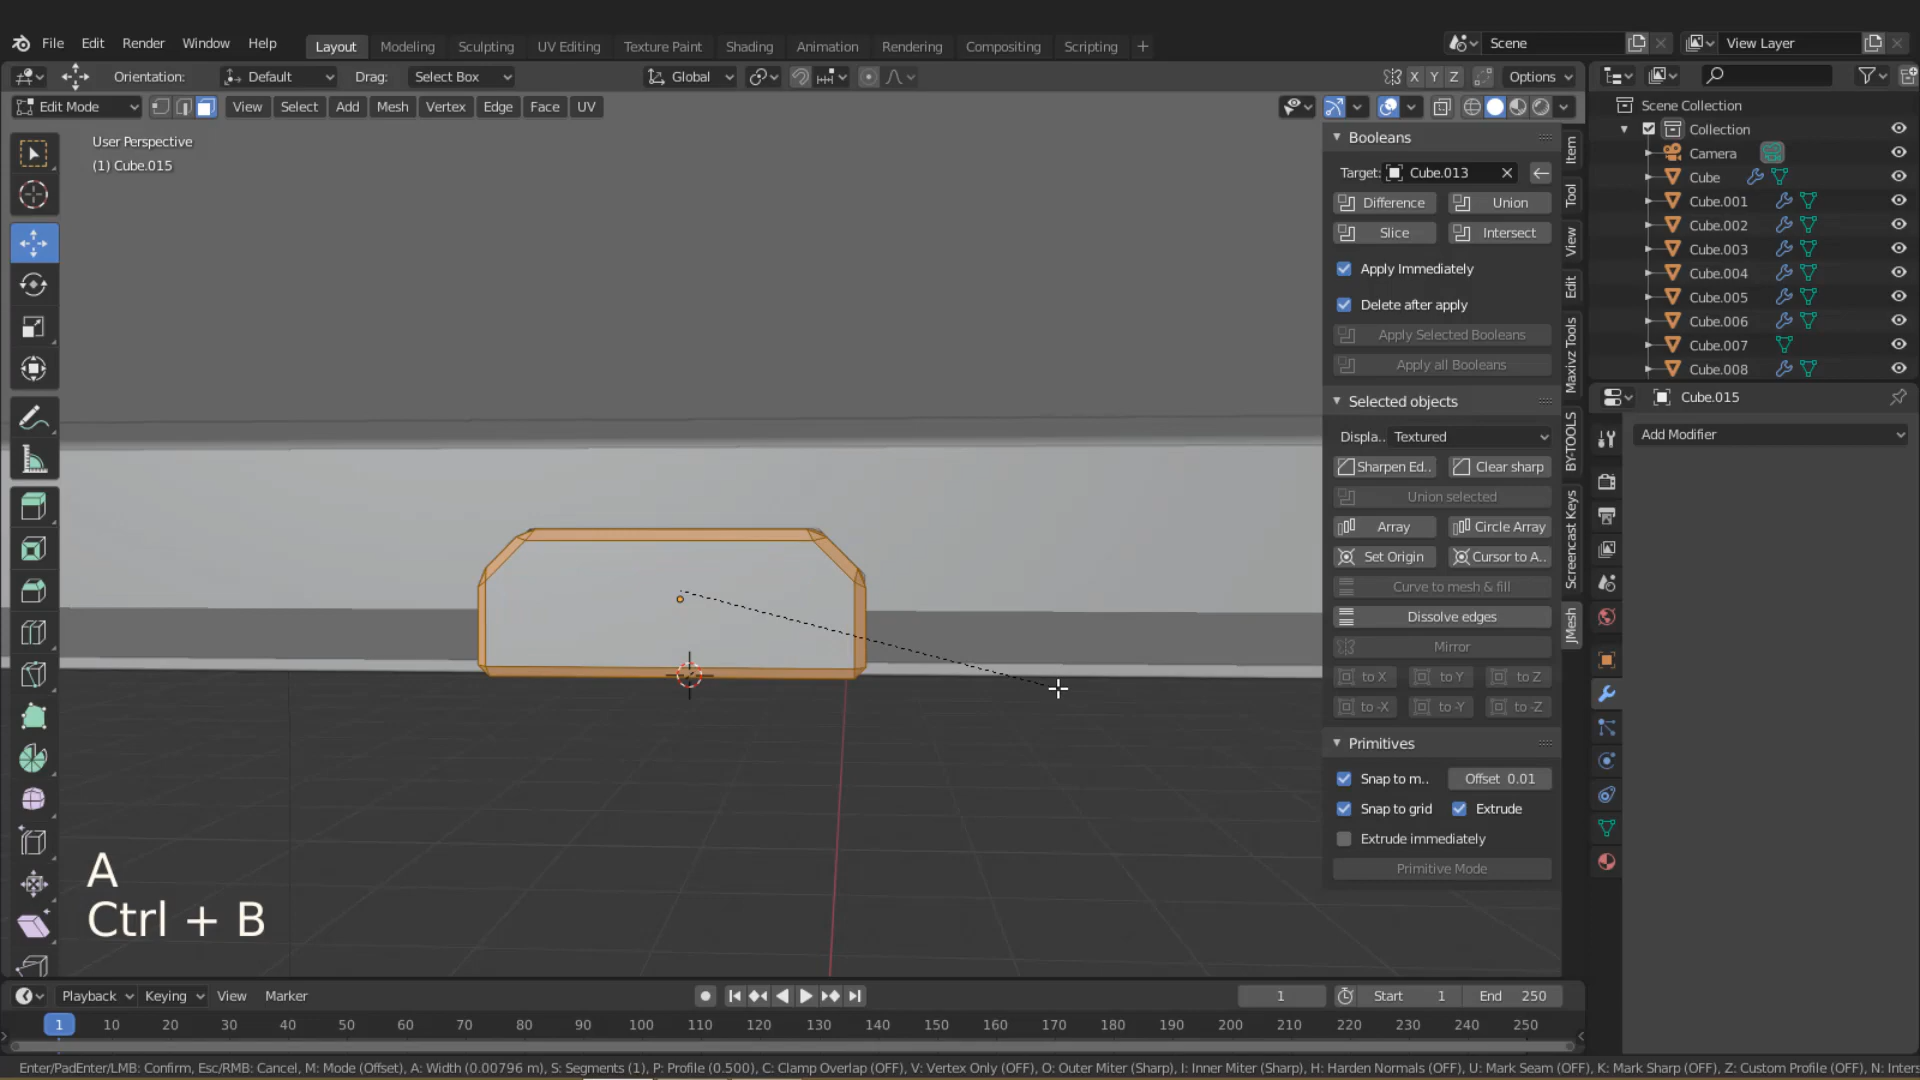 File Edit Render Window Help Layout Modeling Sculpting UV Editing Texture Paint Shading Animation Rendering Compositing Scripting + Scene View Layer
Orientation: Default Drag: Select Box Global X Y Z Options
Edit Mode View Select Add Mesh Vertex Edge Face UV
User Perspective
(1) Cube.015
Booleans
Target: Cube.013
Difference Union
Slice Intersect
Apply Immediately
Delete after apply
Apply Selected Booleans
Apply all Booleans
Selected objects
Displa.. Textured
Sharpen Ed.. Clear sharp
Union selected
Array Circle Array
Set Origin Cursor to A..
Curve to mesh & fill
Dissolve edges
Mirror
to X to Y to Z
to -X to -Y to -Z
Primitives
Snap to m.. Offset 0.01
Snap to grid Extrude
Extrude immediately
Primitive Mode
Item
Tool
View
Edit
Maxivz Tools
BY-TOOLS
Screencast Keys
JMesh
Scene Collection
Collection
Camera
Cube
Cube.001
Cube.002
Cube.003
Cube.004
Cube.005
Cube.006
Cube.007
Cube.008
Cube.015
Add Modifier
A
Ctrl + B
Playback Keying View Marker 1 Start 1 End 250
1 10 20 30 40 50 60 70 80 90 100 110 120 130 140 150 160 170 180 190 200 210 220 230 240 250
Enter/PadEnter/LMB: Confirm, Esc/RMB: Cancel, M: Mode (Offset), A: Width (0.00796 m), S: Segments (1), P: Profile (0.500), C: Clamp Overlap (OFF), V: Vertex Only (OFF), O: Outer Miter (Sharp), I: Inner Miter (Sharp), H: Harden Normals (OFF), U: Mark Seam (OFF), K: Mark Sharp (OFF), Z: Custom Profile (OFF), N: Inters